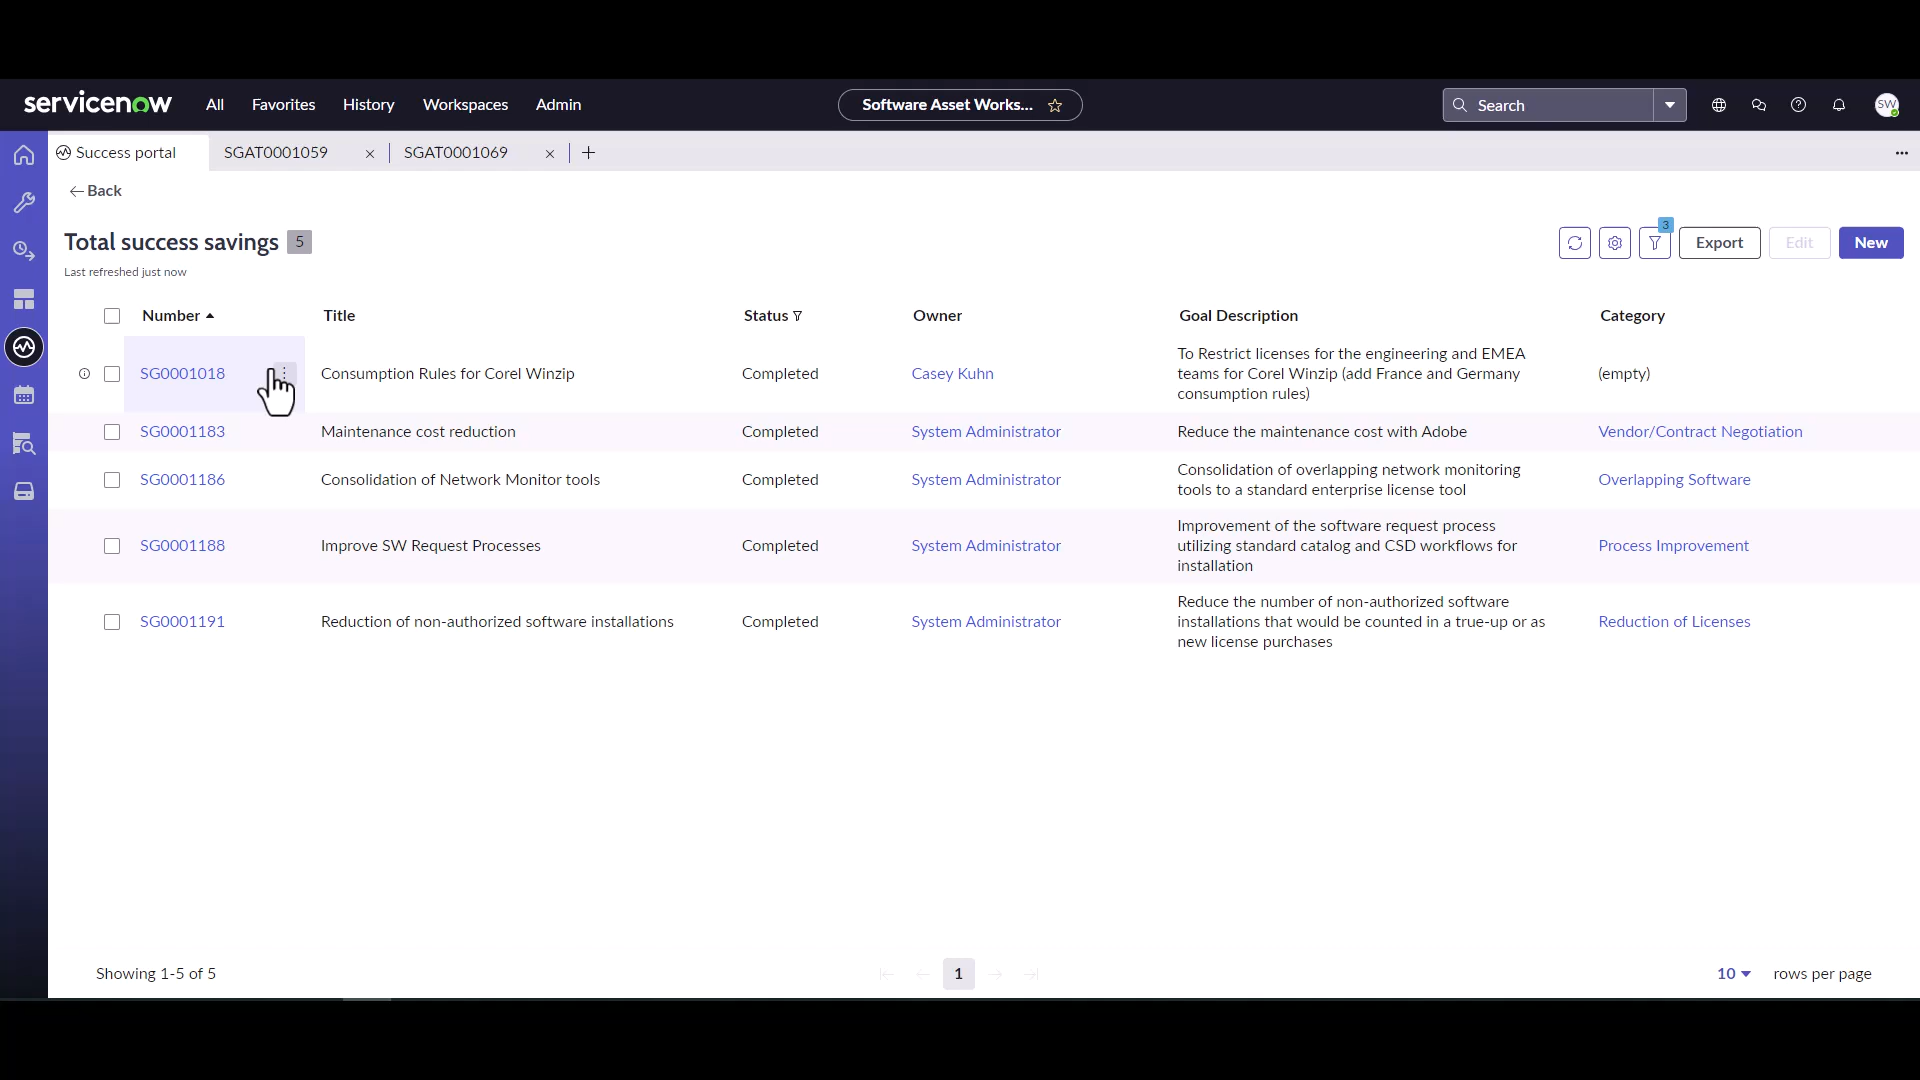 servicenow All Favorites History Workspaces Admin Software Asset Works... Search SW
Success portal SGAT0001059 SGAT0001069
Back
Total success savings 5
3
Export Edit New
Last refreshed just now
Number Title Status Owner Goal Description Category
SG0001018 Consumption Rules for Corel Winzip Completed Casey Kuhn To Restrict licenses for the engineering and EMEA
teams for Corel Winzip (add France and Germany
consumption rules)
(empty)
SG0001183 Maintenance cost reduction Completed System Administrator Reduce the maintenance cost with Adobe Vendor/Contract Negotiation
SG0001186 Consolidation of Network Monitor tools Completed System Administrator Consolidation of overlapping network monitoring
tools to a standard enterprise license tool
Overlapping Software
SG0001188 Improve SW Request Processes Completed System Administrator Improvement of the software request process
utilizing standard catalog and CSD workflows for
installation
Process Improvement
SG0001191 Reduction of non-authorized software installations Completed System Administrator Reduce the number of non-authorized software
installations that would be counted in a true-up or as
new license purchases
Reduction of Licenses
Showing 1-5 of 5 1 10 rows per page